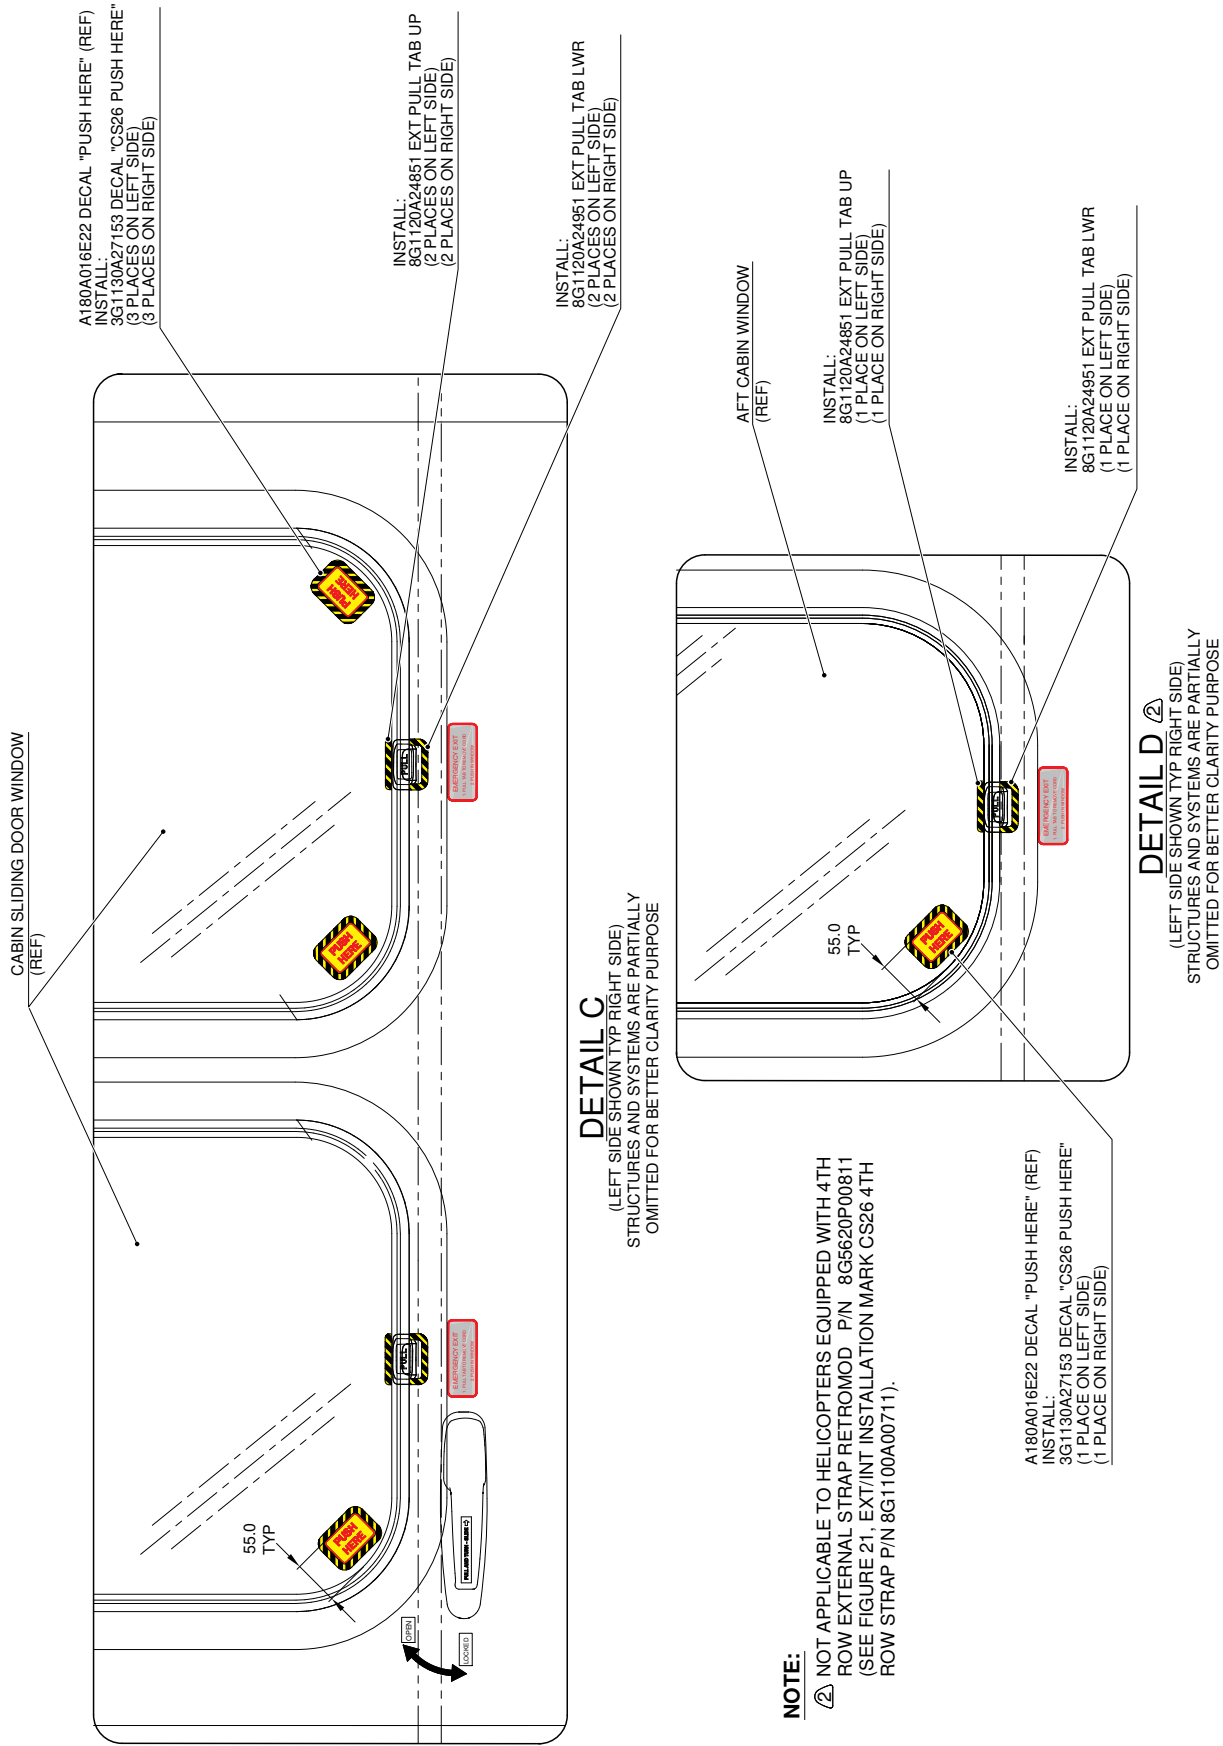 CABIN SLIDING DOOR WINDOW
(REF)
A180A016E22 DECAL "PUSH HERE" (REF)
INSTALL:
3G1130A27153 DECAL "CS26 PUSH HERE"
(3 PLACES ON LEFT SIDE)
(3 PLACES ON RIGHT SIDE)
INSTALL:
8G1120A24851 EXT PULL TAB UP
(2 PLACES ON LEFT SIDE)
(2 PLACES ON RIGHT SIDE)
INSTALL:
8G1120A24951 EXT PULL TAB LWR
(2 PLACES ON LEFT SIDE)
(2 PLACES ON RIGHT SIDE)
55.0
TYP
PUSH
HERE
PUSH
HERE
PUSH
HERE
PULL
PULL
EMERGENCY EXIT
EMERGENCY EXIT
OPEN
LOCKED
DETAIL C
(LEFT SIDE SHOWN TYP RIGHT SIDE)
STRUCTURES AND SYSTEMS ARE PARTIALLY
OMITTED FOR BETTER CLARITY PURPOSE
AFT CABIN WINDOW
(REF)
INSTALL:
8G1120A24851 EXT PULL TAB UP
(1 PLACE ON LEFT SIDE)
(1 PLACE ON RIGHT SIDE)
INSTALL:
8G1120A24951 EXT PULL TAB LWR
(1 PLACE ON LEFT SIDE)
(1 PLACE ON RIGHT SIDE)
55.0
TYP
PUSH
HERE
PULL
EMERGENCY EXIT
A180A016E22 DECAL "PUSH HERE" (REF)
INSTALL:
3G1130A27153 DECAL "CS26 PUSH HERE"
(1 PLACE ON LEFT SIDE)
(1 PLACE ON RIGHT SIDE)
DETAIL D 2
(LEFT SIDE SHOWN TYP RIGHT SIDE)
STRUCTURES AND SYSTEMS ARE PARTIALLY
OMITTED FOR BETTER CLARITY PURPOSE
NOTE:
2 NOT APPLICABLE TO HELICOPTERS EQUIPPED WITH 4TH
ROW EXTERNAL STRAP RETROMOD P/N 8G5620P00811
(SEE FIGURE 21, EXT/INT INSTALLATION MARK CS26 4TH
ROW STRAP P/N 8G1100A00711).